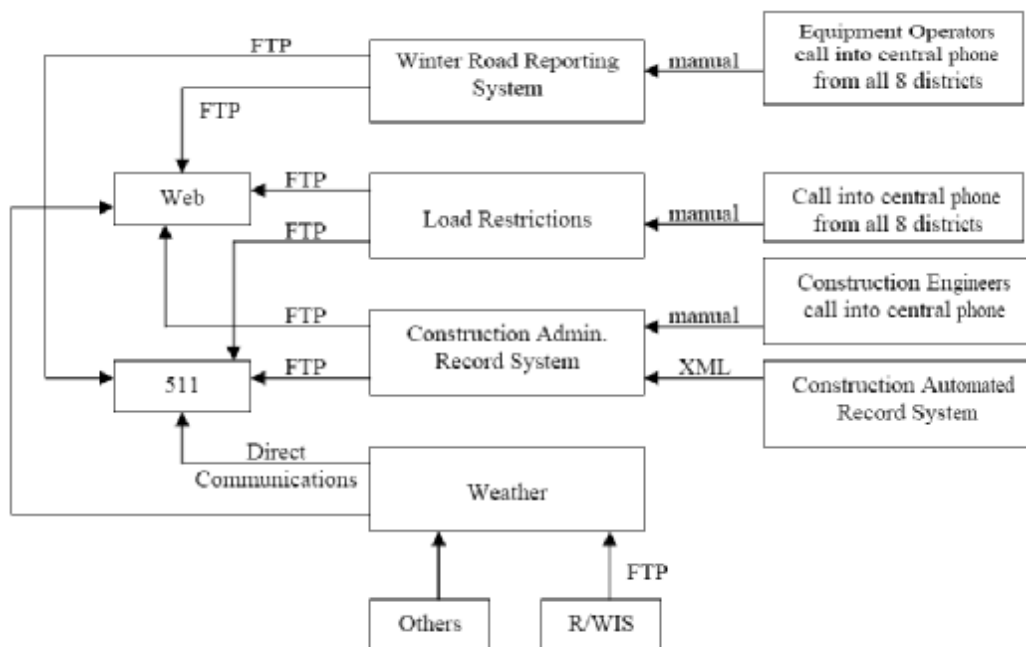 FTP
Winter Road Reporting
System
manual
Equipment Operators
call into central phone
from all 8 districts
FTP
Web
FTP
FTP
Load Restrictions
manual
Call into central phone
from all 8 districts
FTP
Construction Admin.
Record System
manual
Construction Engineers
call into central phone
511
FTP
XML
Construction Automated
Record System
Direct
Communications
Weather
FTP
Others
R/WIS